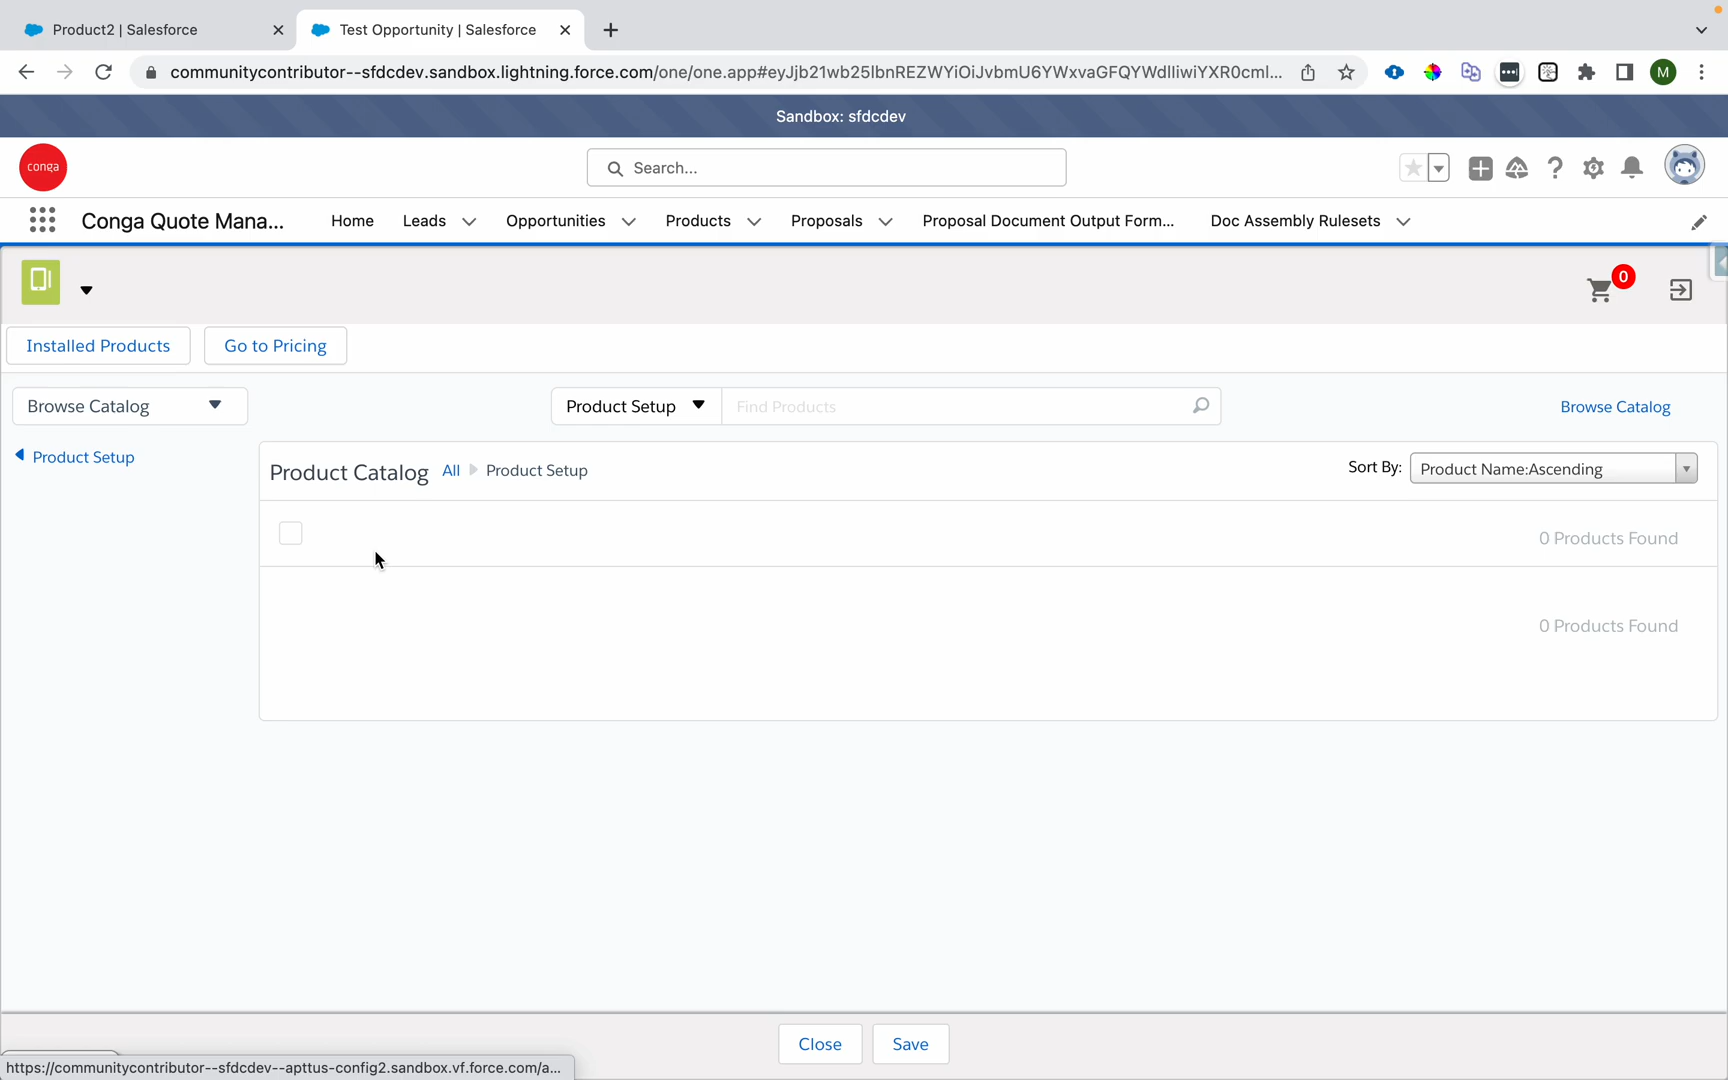 Product2 | Salesforce
Test Opportunity | Salesforce
communitycontributor--sfdcdev.sandbox.lightning.force.com/one/one.app#eyJjb21wb25lbnREZWYiOiJvbmU6YWxvaGFQYWdlIiwiYXR0cml...
M
Sandbox: sfdcdev
conga
Search...
Conga Quote Mana...
Home
Leads
Opportunities
Products
Proposals
Proposal Document Output Form...
Doc Assembly Rulesets
0
Installed Products
Go to Pricing
Browse Catalog
Product Setup
Find Products
Browse Catalog
Product Setup
Product Catalog
All
Product Setup
Sort By:
Product Name:Ascending
0 Products Found
0 Products Found
Close
Save
https://communitycontributor--sfdcdev--apttus-config2.sandbox.vf.force.com/a...